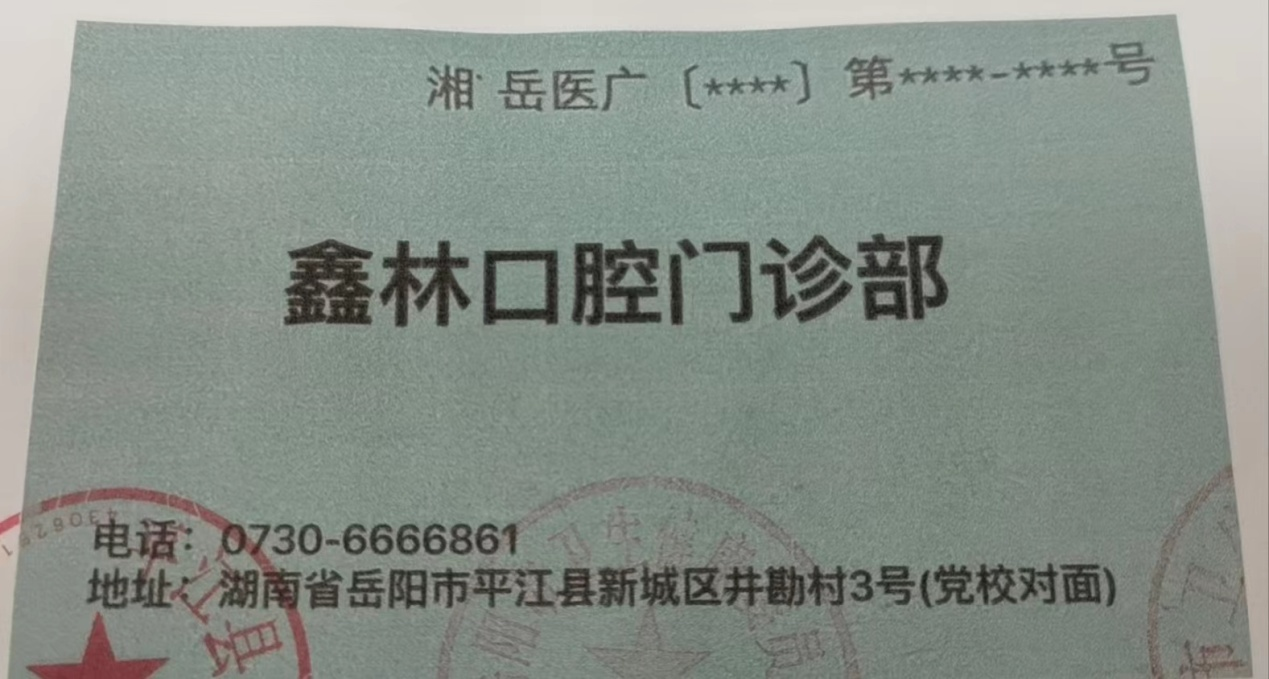 湘 岳医广〔****〕第****-****号
鑫林口腔门诊部
电话：0730-6666861
地址：湖南省岳阳市平江县新城区井勘村3号(党校对面)
江县